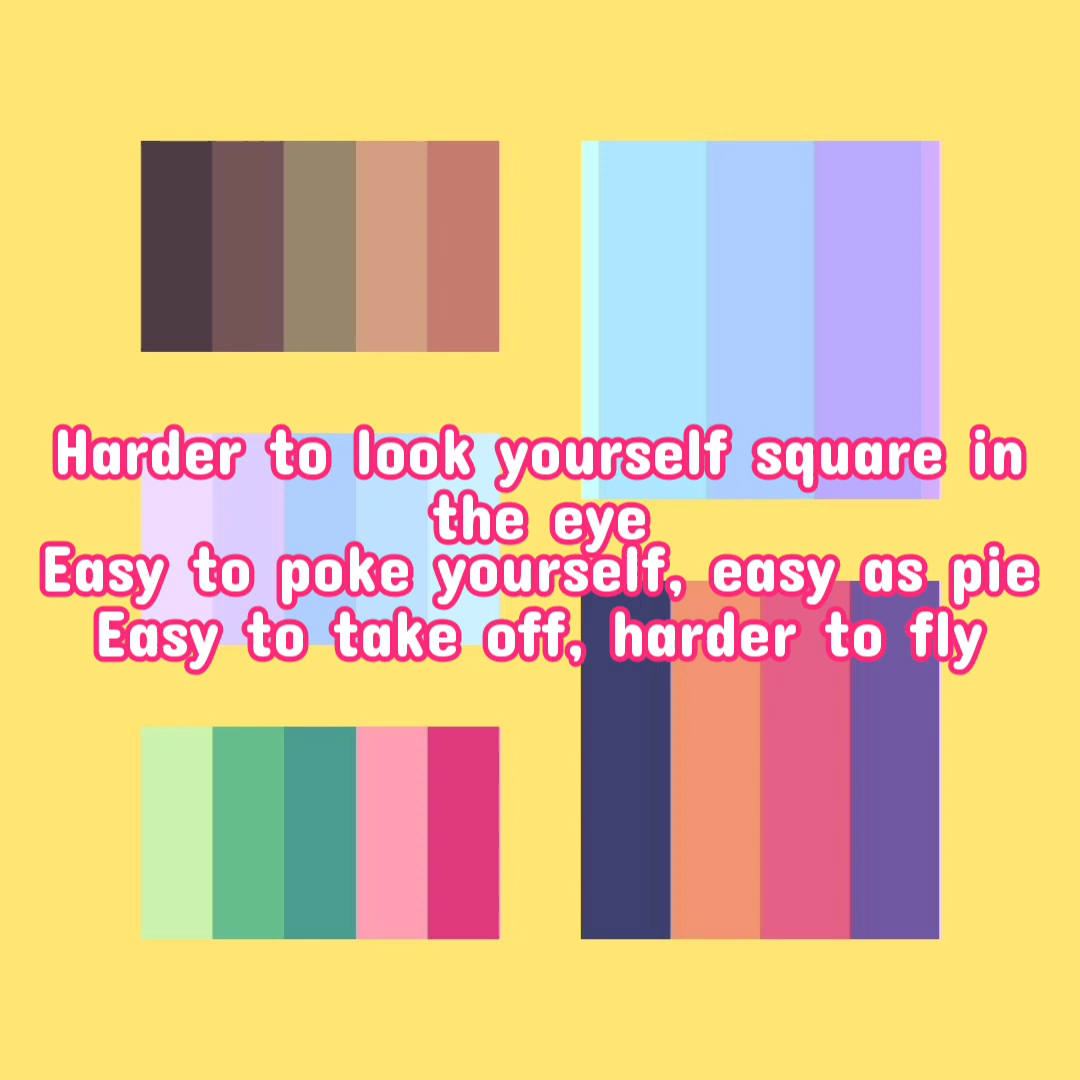 Harder to look yourself square in
the eye
Easy to poke yourself, easy as pie
Easy to take off, harder to fly